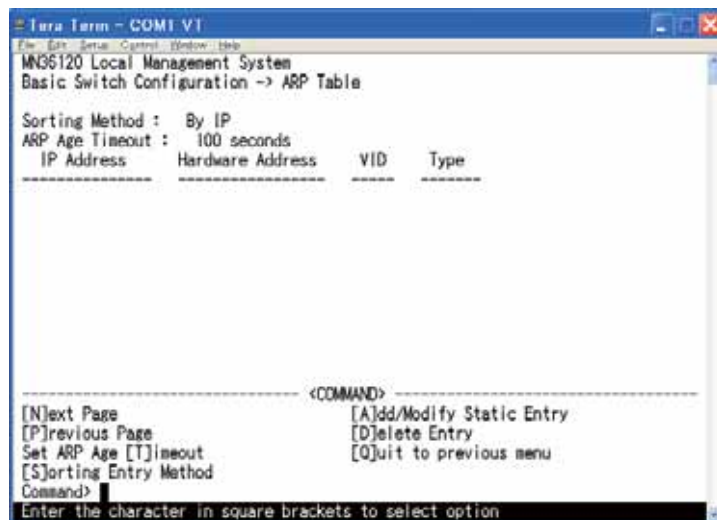 Tera Term - COM1 VT
File Edit Setup Control Window Help
MN36120 Local Management System
Basic Switch Configuration -> ARP Table
Sorting Method : By IP
ARP Age Timeout : 100 seconds
IP Address Hardware Address VID Type
--------------- ----------------- ----- -------
-------------------------------- <COMMAND> -----------------------------------
[N]ext Page [A]dd/Modify Static Entry
[P]revious Page [D]elete Entry
Set ARP Age [T]imeout [Q]uit to previous menu
[S]orting Entry Method
Command>
Enter the character in square brackets to select option